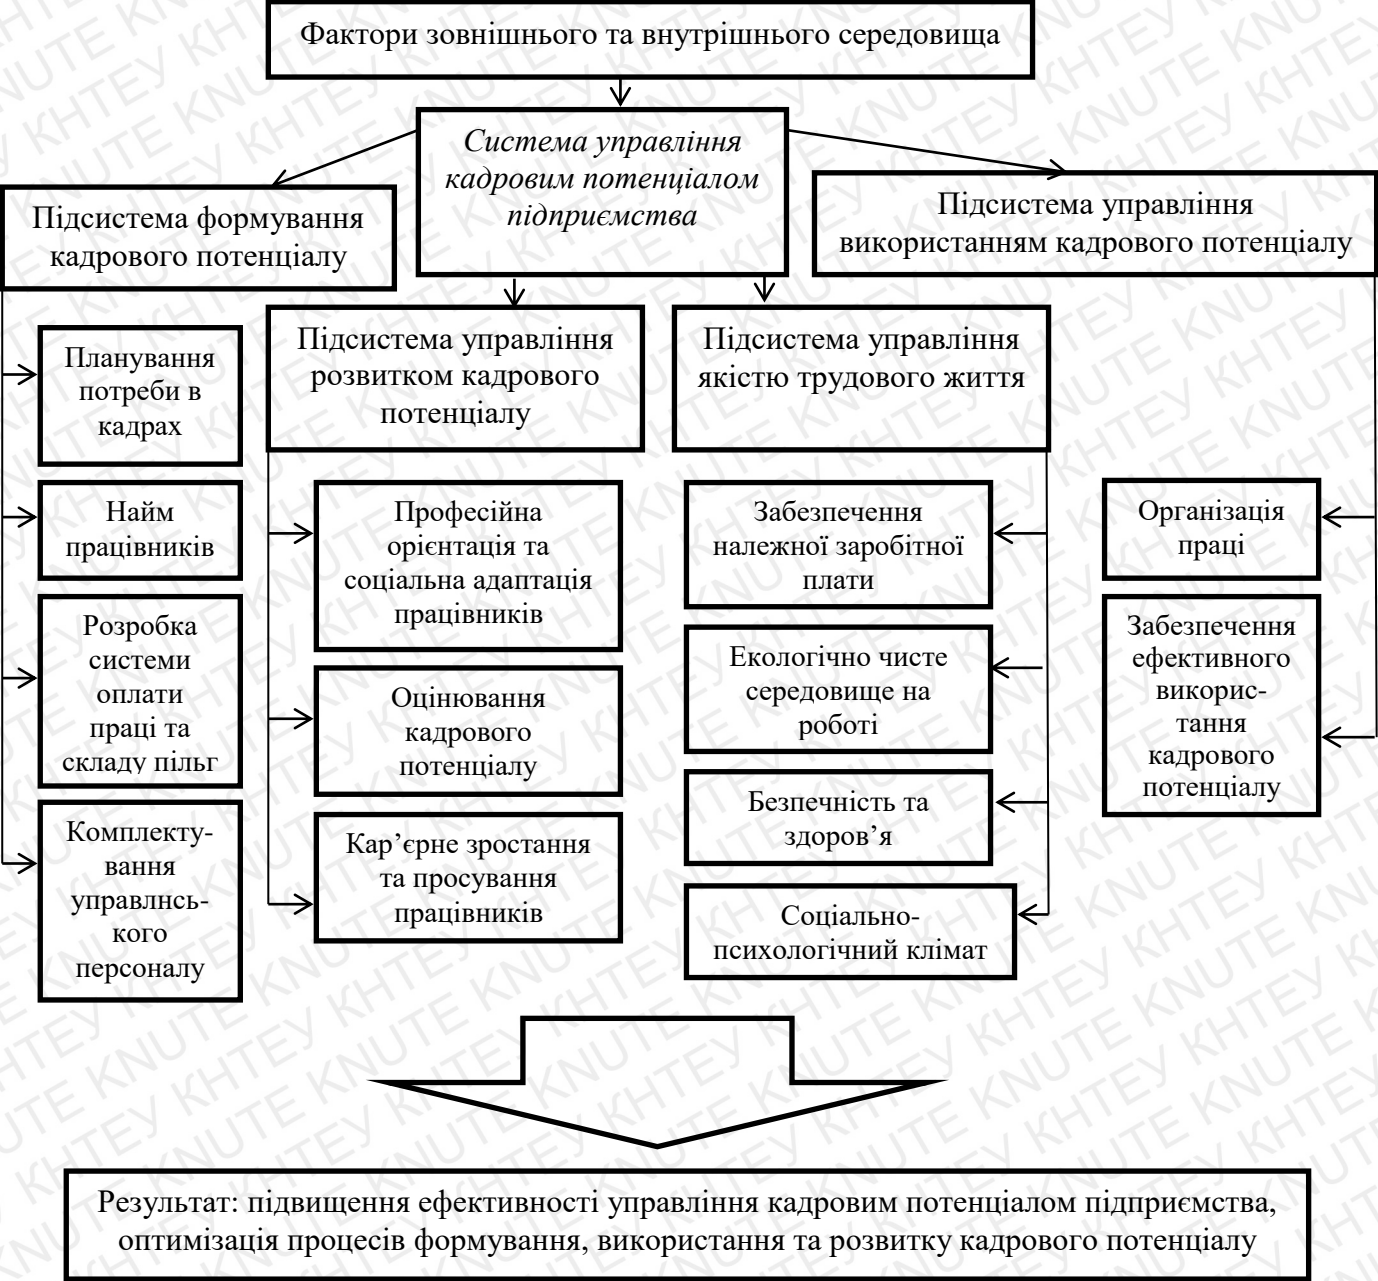 Фактори зовнішнього та внутрішнього середовища
Система управління
кадровим потенціалом
підприємства
Підсистема формування
кадрового потенціалу
Підсистема управління
використанням кадрового потенціалу
Підсистема управління
розвитком кадрового
потенціалу
Підсистема управління
якістю трудового життя
Планування
потреби в
кадрах
Найм
працівників
Розробка
системи
оплати
праці та
складу пільг
Комплекту-
вання
управлнсь-
кого
персоналу
Професійна
орієнтація та
соціальна адаптація
працівників
Оцінювання
кадрового
потенціалу
Кар’єрне зростання
та просування
працівників
Забезпечення
належної заробітної
плати
Екологічно чисте
середовище на
роботі
Безпечність та
здоров’я
Соціально-
психологічний клімат
Організація
праці
Забезпечення
ефективного
викорис-
тання
кадрового
потенціалу
Результат: підвищення ефективності управління кадровим потенціалом підприємства,
оптимізація процесів формування, використання та розвитку кадрового потенціалу